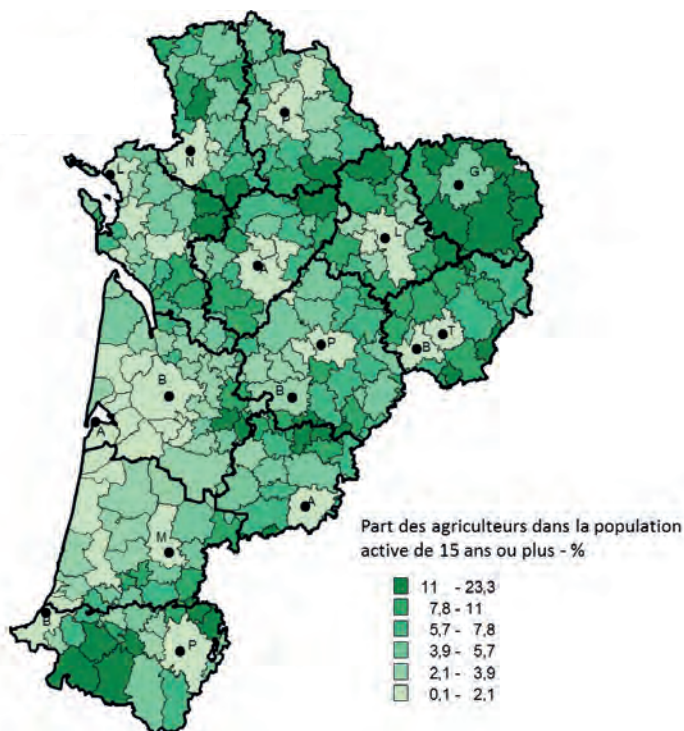 N
L
G
T
P
B
B
B
A
A
M
B
P
Part des agriculteurs dans la population
active de 15 ans ou plus - %
11 - 23,3
7,8 - 11
5,7 - 7,8
3,9 - 5,7
2,1 - 3,9
0,1 - 2,1